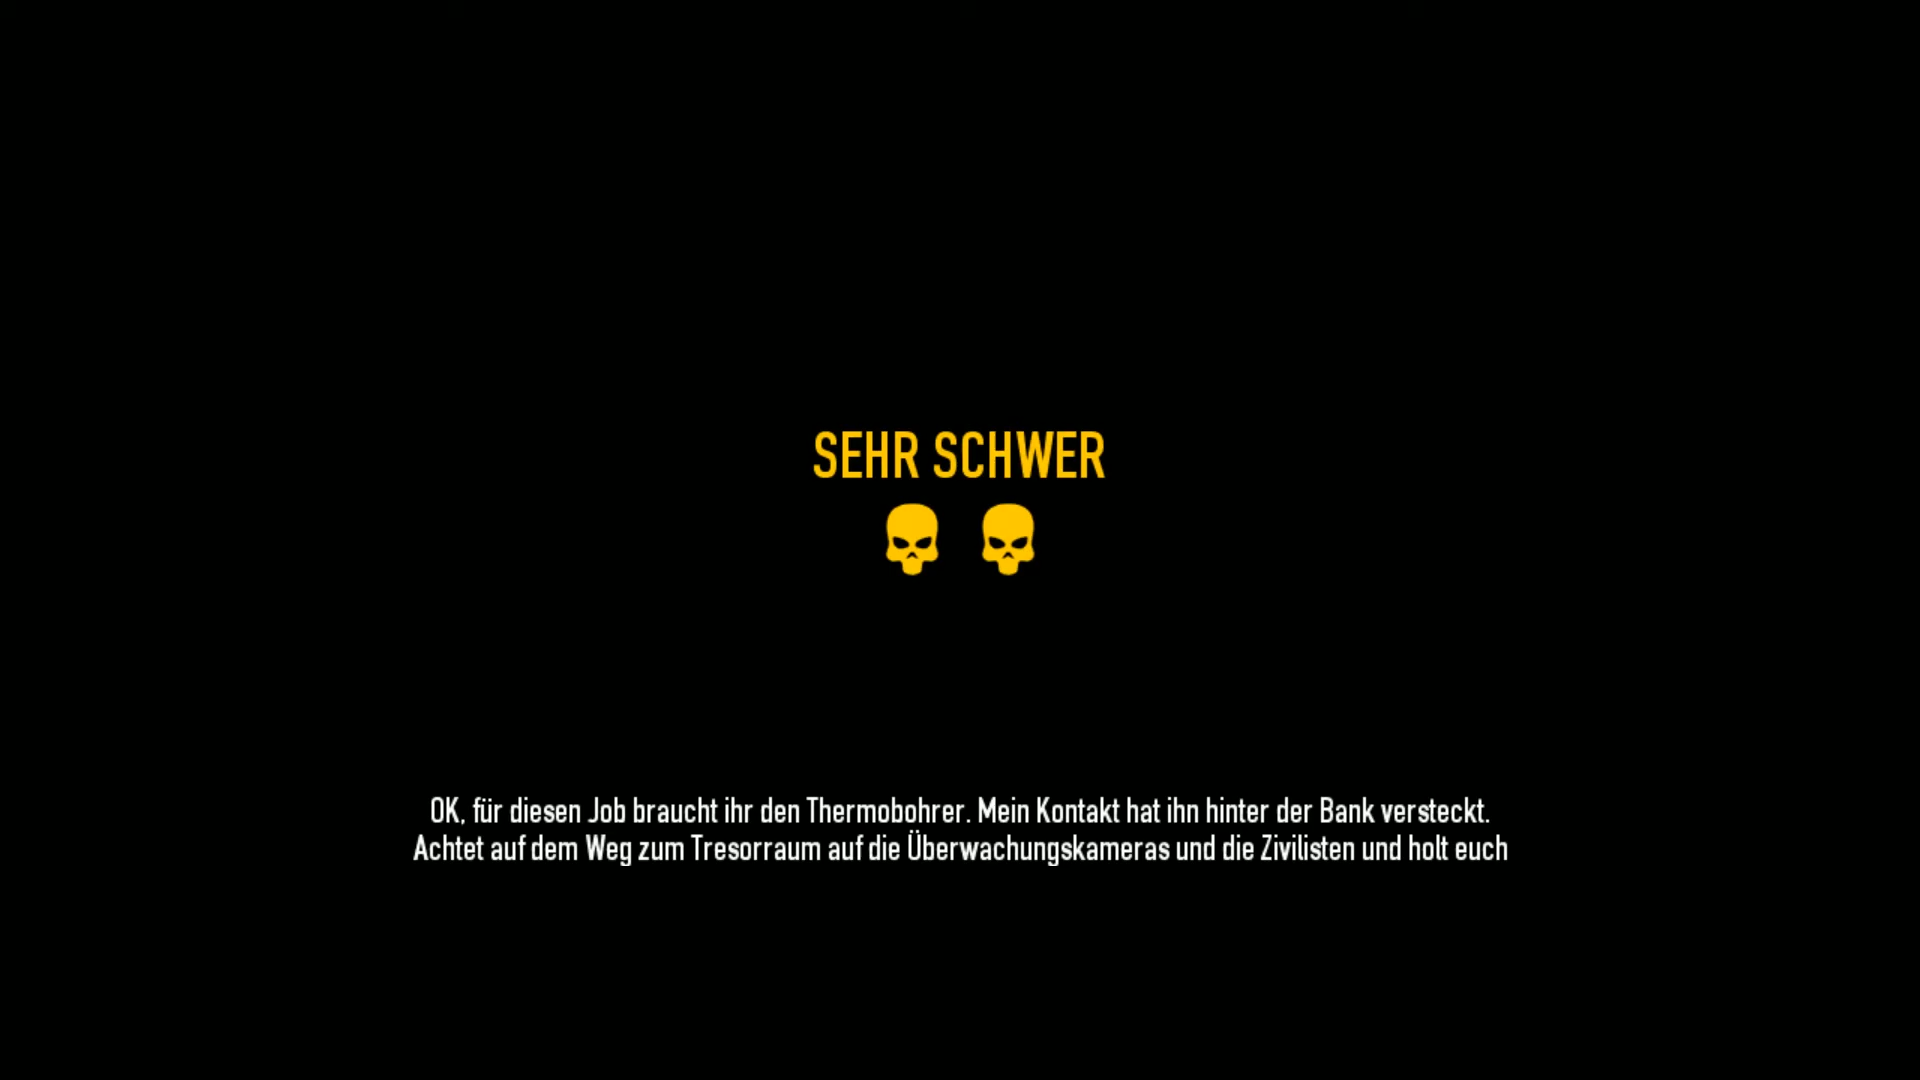 SEHR SCHWER
OK, für diesen Job braucht ihr den Thermobohrer. Mein Kontakt hat ihn hinter der Bank versteckt.
Achtet auf dem Weg zum Tresorraum auf die Überwachungskameras und die Zivilisten und holt euch